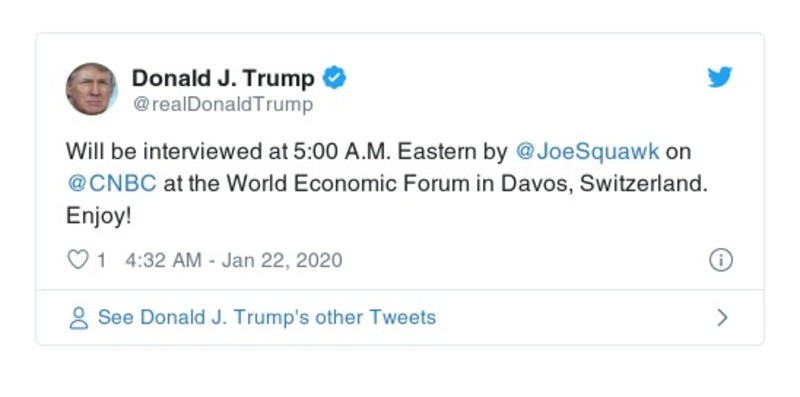 Donald J. Trump
@realDonaldTrump
Will be interviewed at 5:00 A.M. Eastern by @JoeSquawk on
@CNBC at the World Economic Forum in Davos, Switzerland.
Enjoy!
1 4:32 AM - Jan 22, 2020
See Donald J. Trump's other Tweets